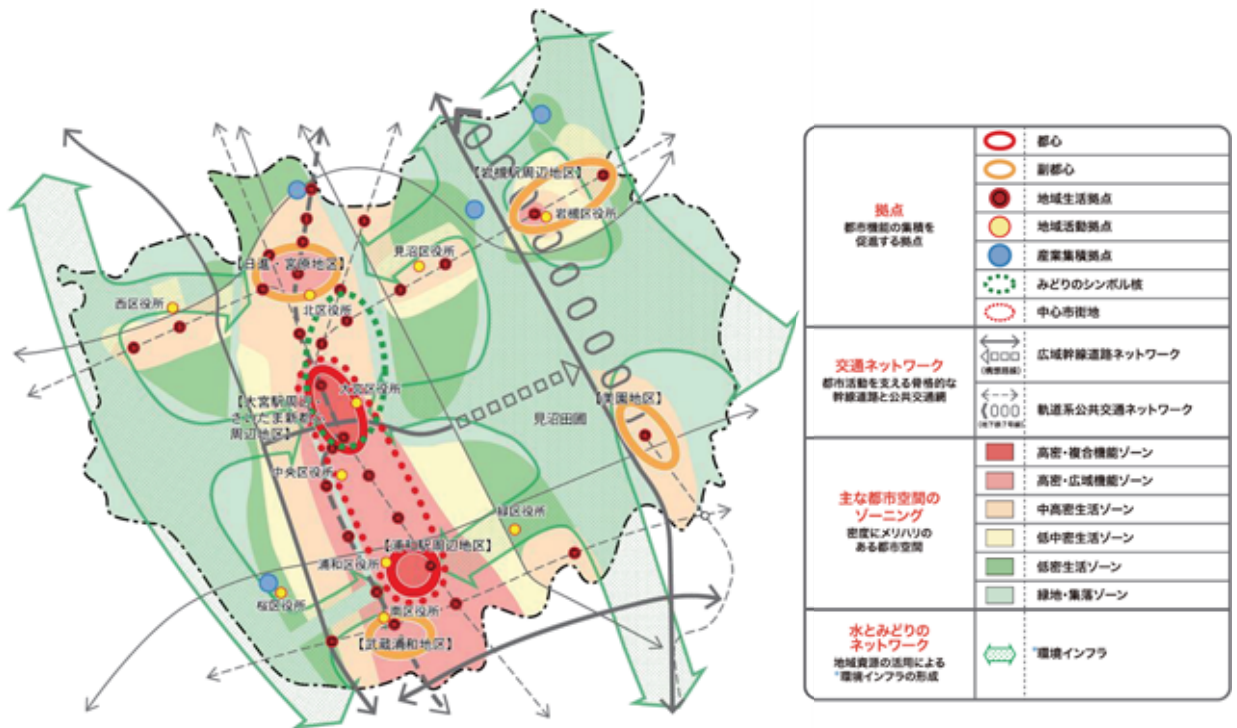 【岩槻駅周辺地区】
岩槻区役所
見沼区役所
【日進・宮原地区】
西区役所
北区役所
大宮区役所
【大宮駅周辺・
さいたま新都心
周辺地区】
見沼田圃
【美園地区】
中央区役所
緑区役所
【浦和駅周辺地区】
浦和区役所
桜区役所
南区役所
【武蔵浦和地区】
拠点
都市機能の集積を
促進する拠点
都心
副都心
地域生活拠点
地域活動拠点
産業集積拠点
みどりのシンボル核
中心市街地
交通ネットワーク
都市活動を支える骨格的な
幹線道路と公共交通網
広域幹線道路ネットワーク
(構想路線)
軌道系公共交通ネットワーク
(地下鉄7号線)
主な都市空間の
ゾーニング
密度にメリハリの
ある都市空間
高密・複合機能ゾーン
高密・広域機能ゾーン
中高密生活ゾーン
低中密生活ゾーン
低密生活ゾーン
緑地・集落ゾーン
水とみどりの
ネットワーク
地域資源の活用による
*環境インフラの形成
*環境インフラ